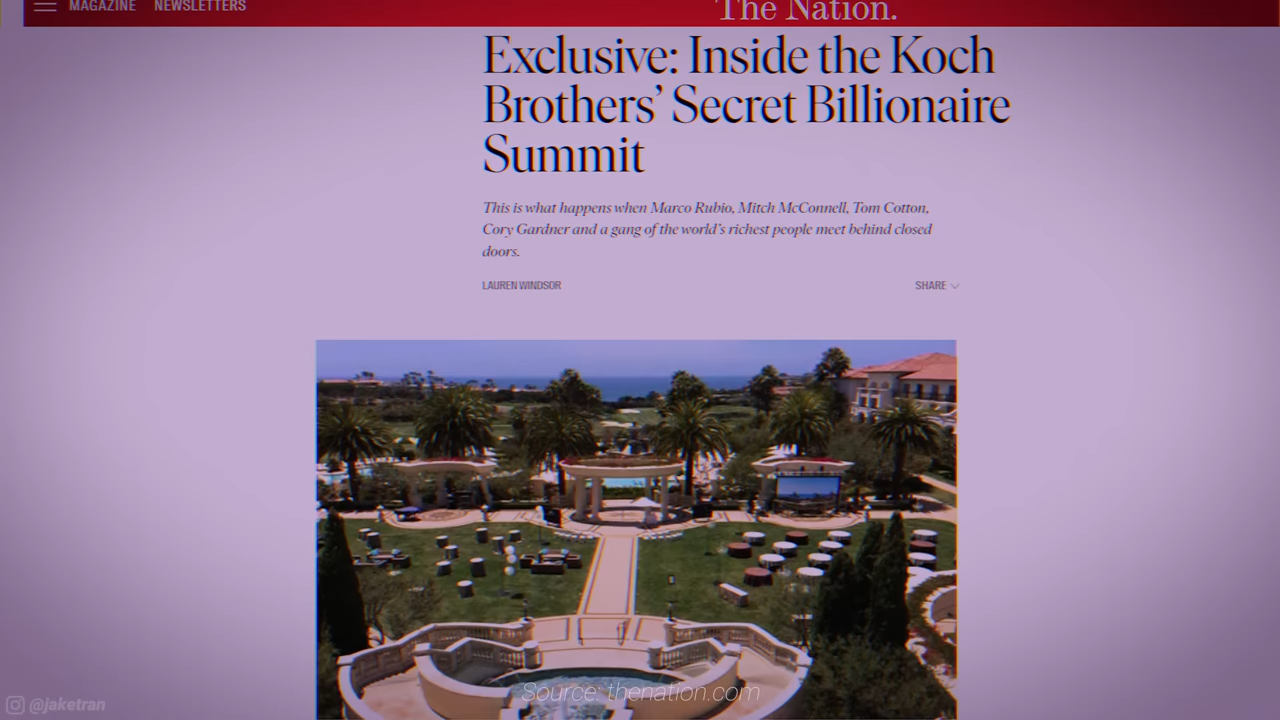 MAGAZINE NEWSLETTERS
The Nation.
Exclusive: Inside the Koch
Brothers’ Secret Billionaire
Summit
This is what happens when Marco Rubio, Mitch McConnell, Tom Cotton,
Cory Gardner and a gang of the world’s richest people meet behind closed
doors.
LAUREN WINDSOR
SHARE
Source: thenation.com
@jaketran